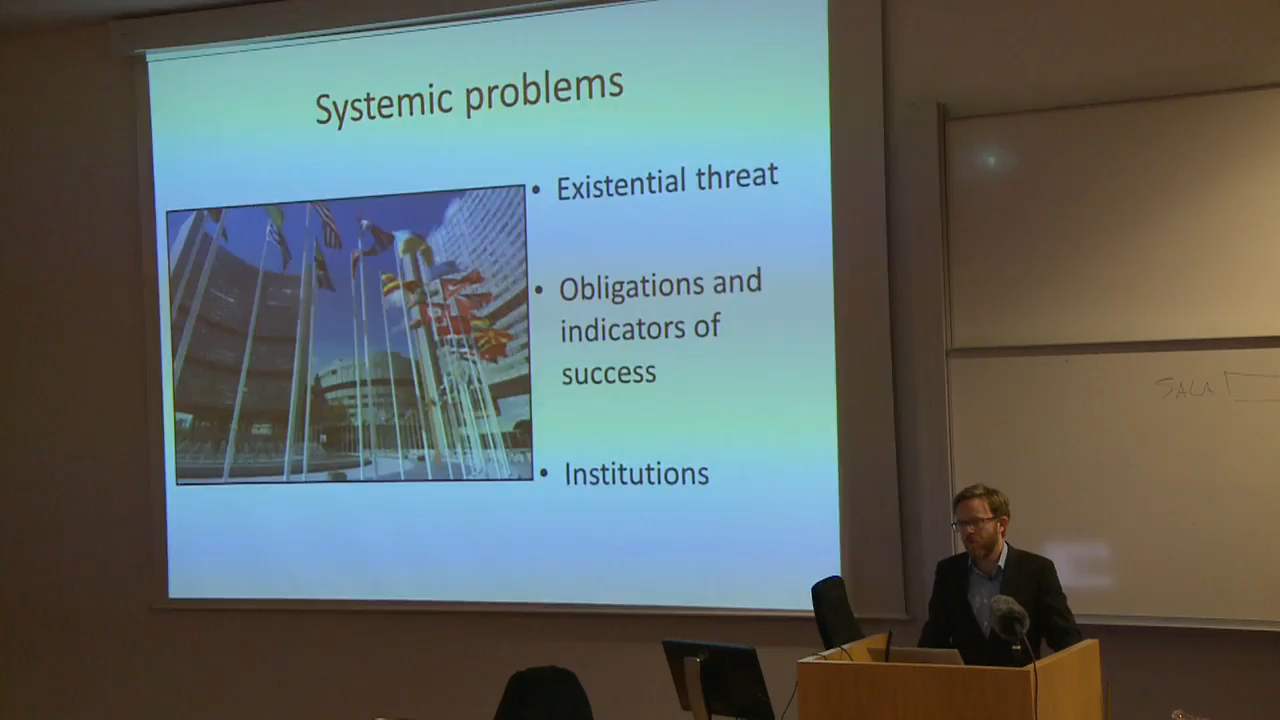 Systemic problems
• Existential threat
• Obligations and
indicators of
success
• Institutions
SALA